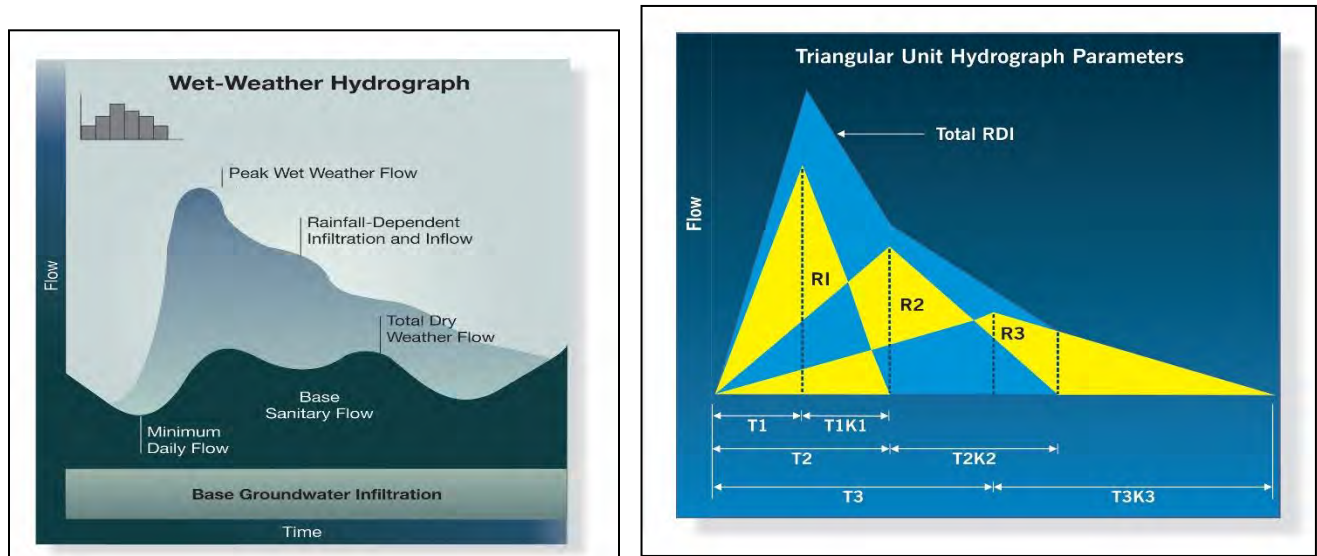 Wet-Weather Hydrograph
Peak Wet Weather Flow
Rainfall-Dependent
Infiltration and Inflow
Flow
Total Dry
Weather Flow
Base
Sanitary Flow
Minimum
Daily Flow
Base Groundwater Infiltration
Time
Triangular Unit Hydrograph Parameters
Total RDI
Flow
R1
R2
R3
T1
T1K1
T2
T2K2
T3
T3K3